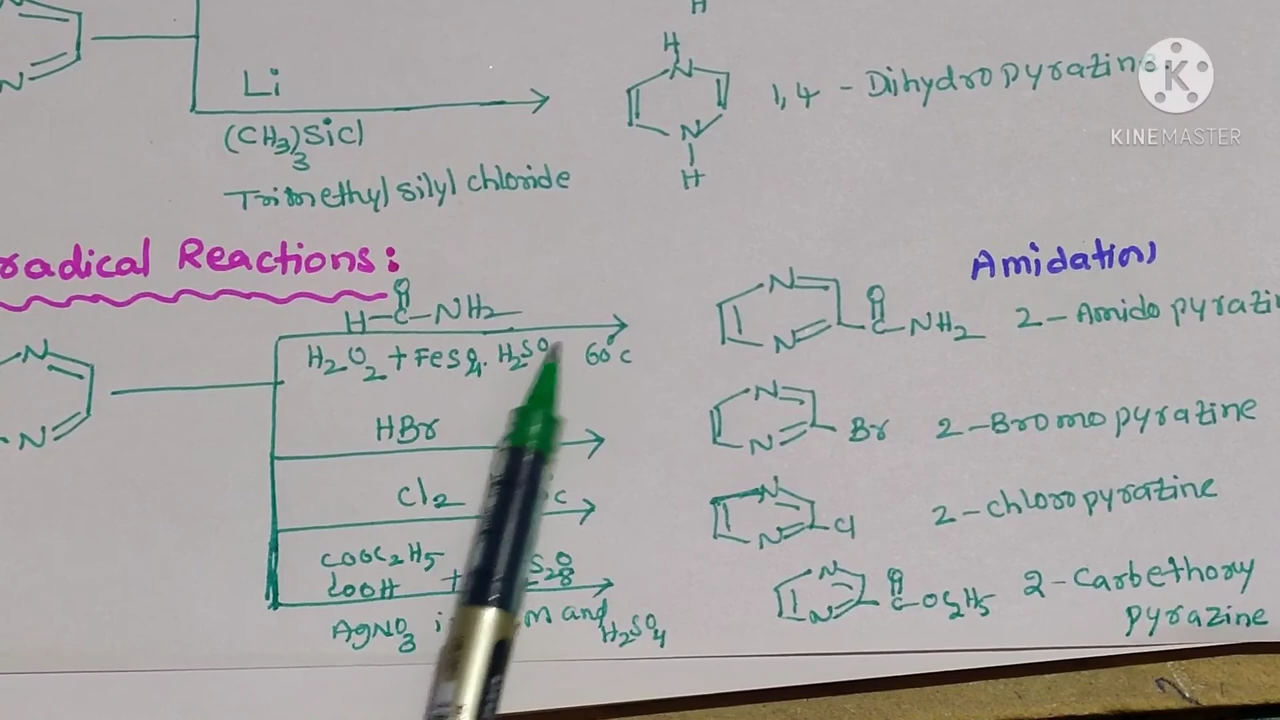 H
N
Li
(CH3)3SiCl
Trimethyl silyl chloride
H
N
N
H
1,4 - Dihydropyrazine.
K
KINEMASTER
radical Reactions:
Amidation
O
H-C-NH2
H2O2 + FeSO4. H2SO 60°C
N
N
N
N
O
C-NH2
2-Amido pyrazi
HBr
N
N
Br
2-Bromopyrazine
Cl2 c
N
N
Cl
2-chloropyrazine
COOC2H5
COOH + S2O8
AgNO3 and H2SO4
N
N
O
C-OC2H5
2-Carbethoxy
pyrazine